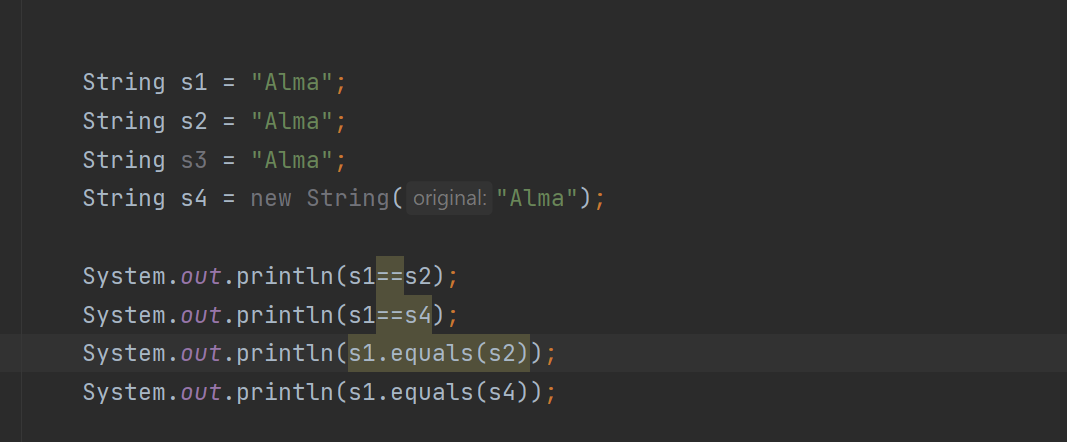 String s1 = "Alma";
String s2 = "Alma";
String s3 = "Alma";
String s4 = new String( original: "Alma");
System.out.println(s1==s2);
System.out.println(s1==s4);
System.out.println(s1.equals(s2));
System.out.println(s1.equals(s4));